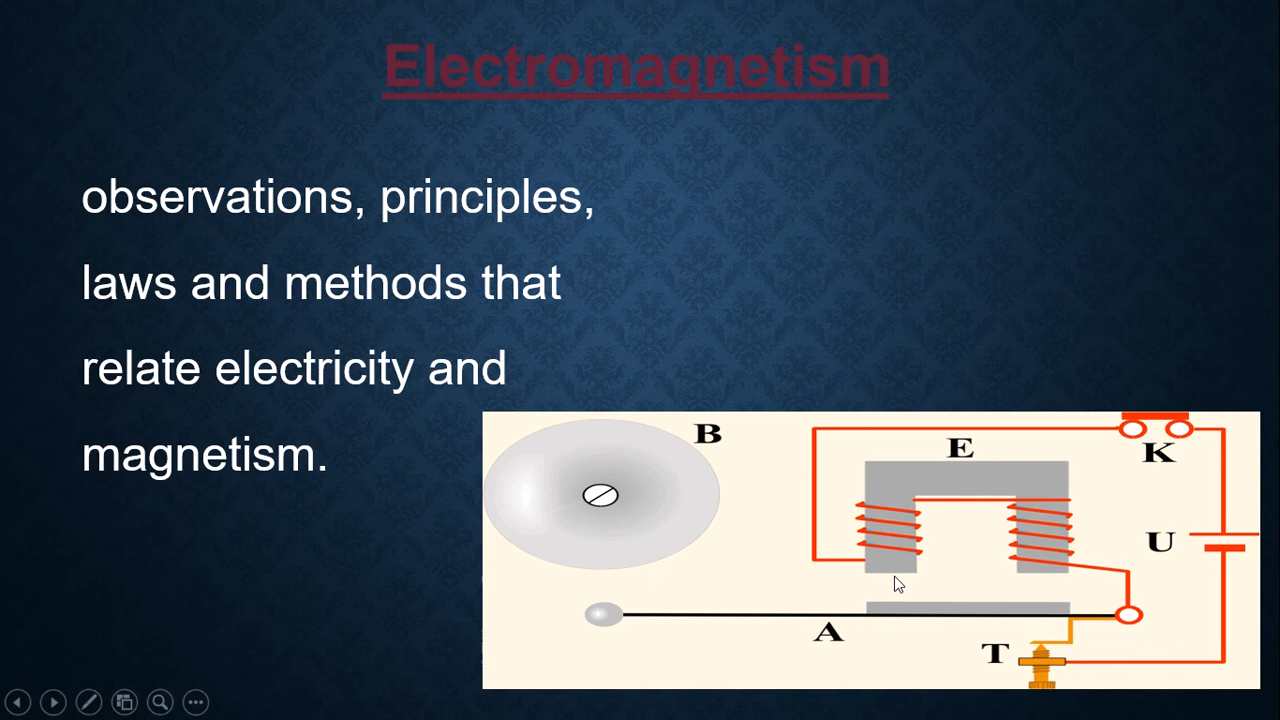 Electromagnetism
observations, principles,
laws and methods that
relate electricity and
magnetism.
B
E
K
U
A
T